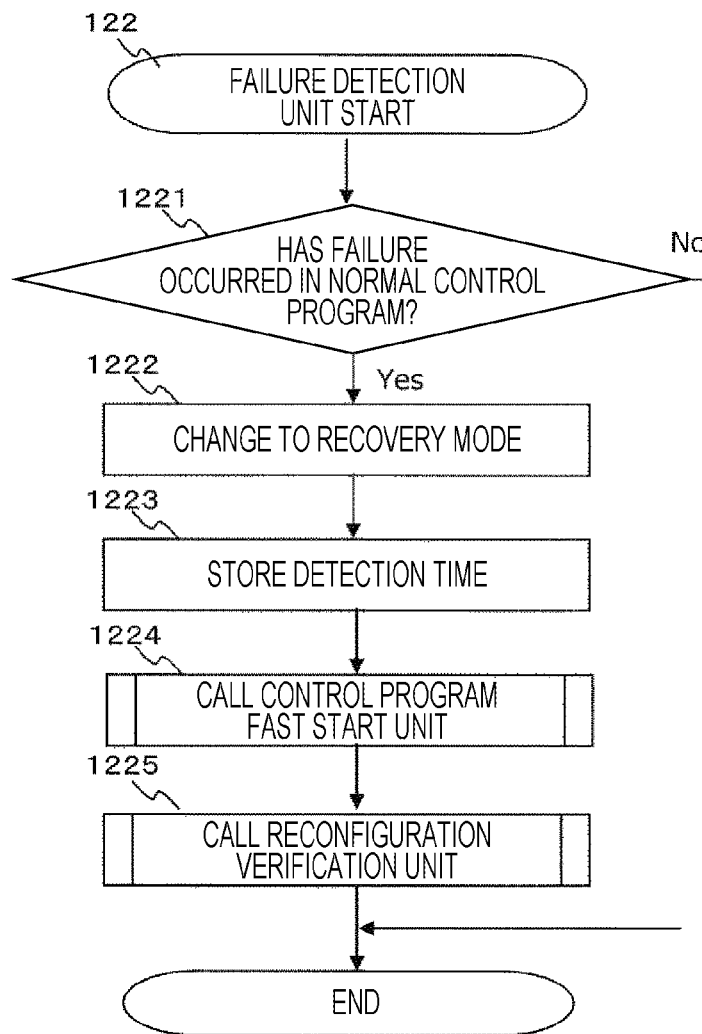 122
FAILURE DETECTION
UNIT START
1221
HAS FAILURE
OCCURRED IN NORMAL CONTROL
PROGRAM?
No
Yes
1222
CHANGE TO RECOVERY MODE
1223
STORE DETECTION TIME
1224
CALL CONTROL PROGRAM
FAST START UNIT
1225
CALL RECONFIGURATION
VERIFICATION UNIT
END